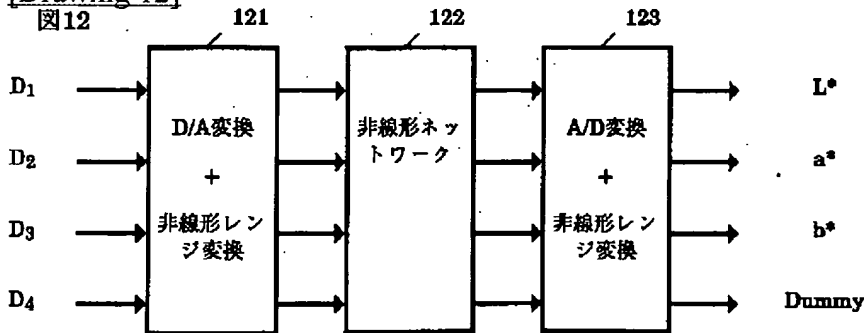 [Drawing 12]
図12
121
122
123
D1
D2
D3
D4
D/A変換
+
非線形レン
ジ変換
非線形ネッ
トワーク
A/D変換
+
非線形レン
ジ変換
L*
a*
b*
Dummy